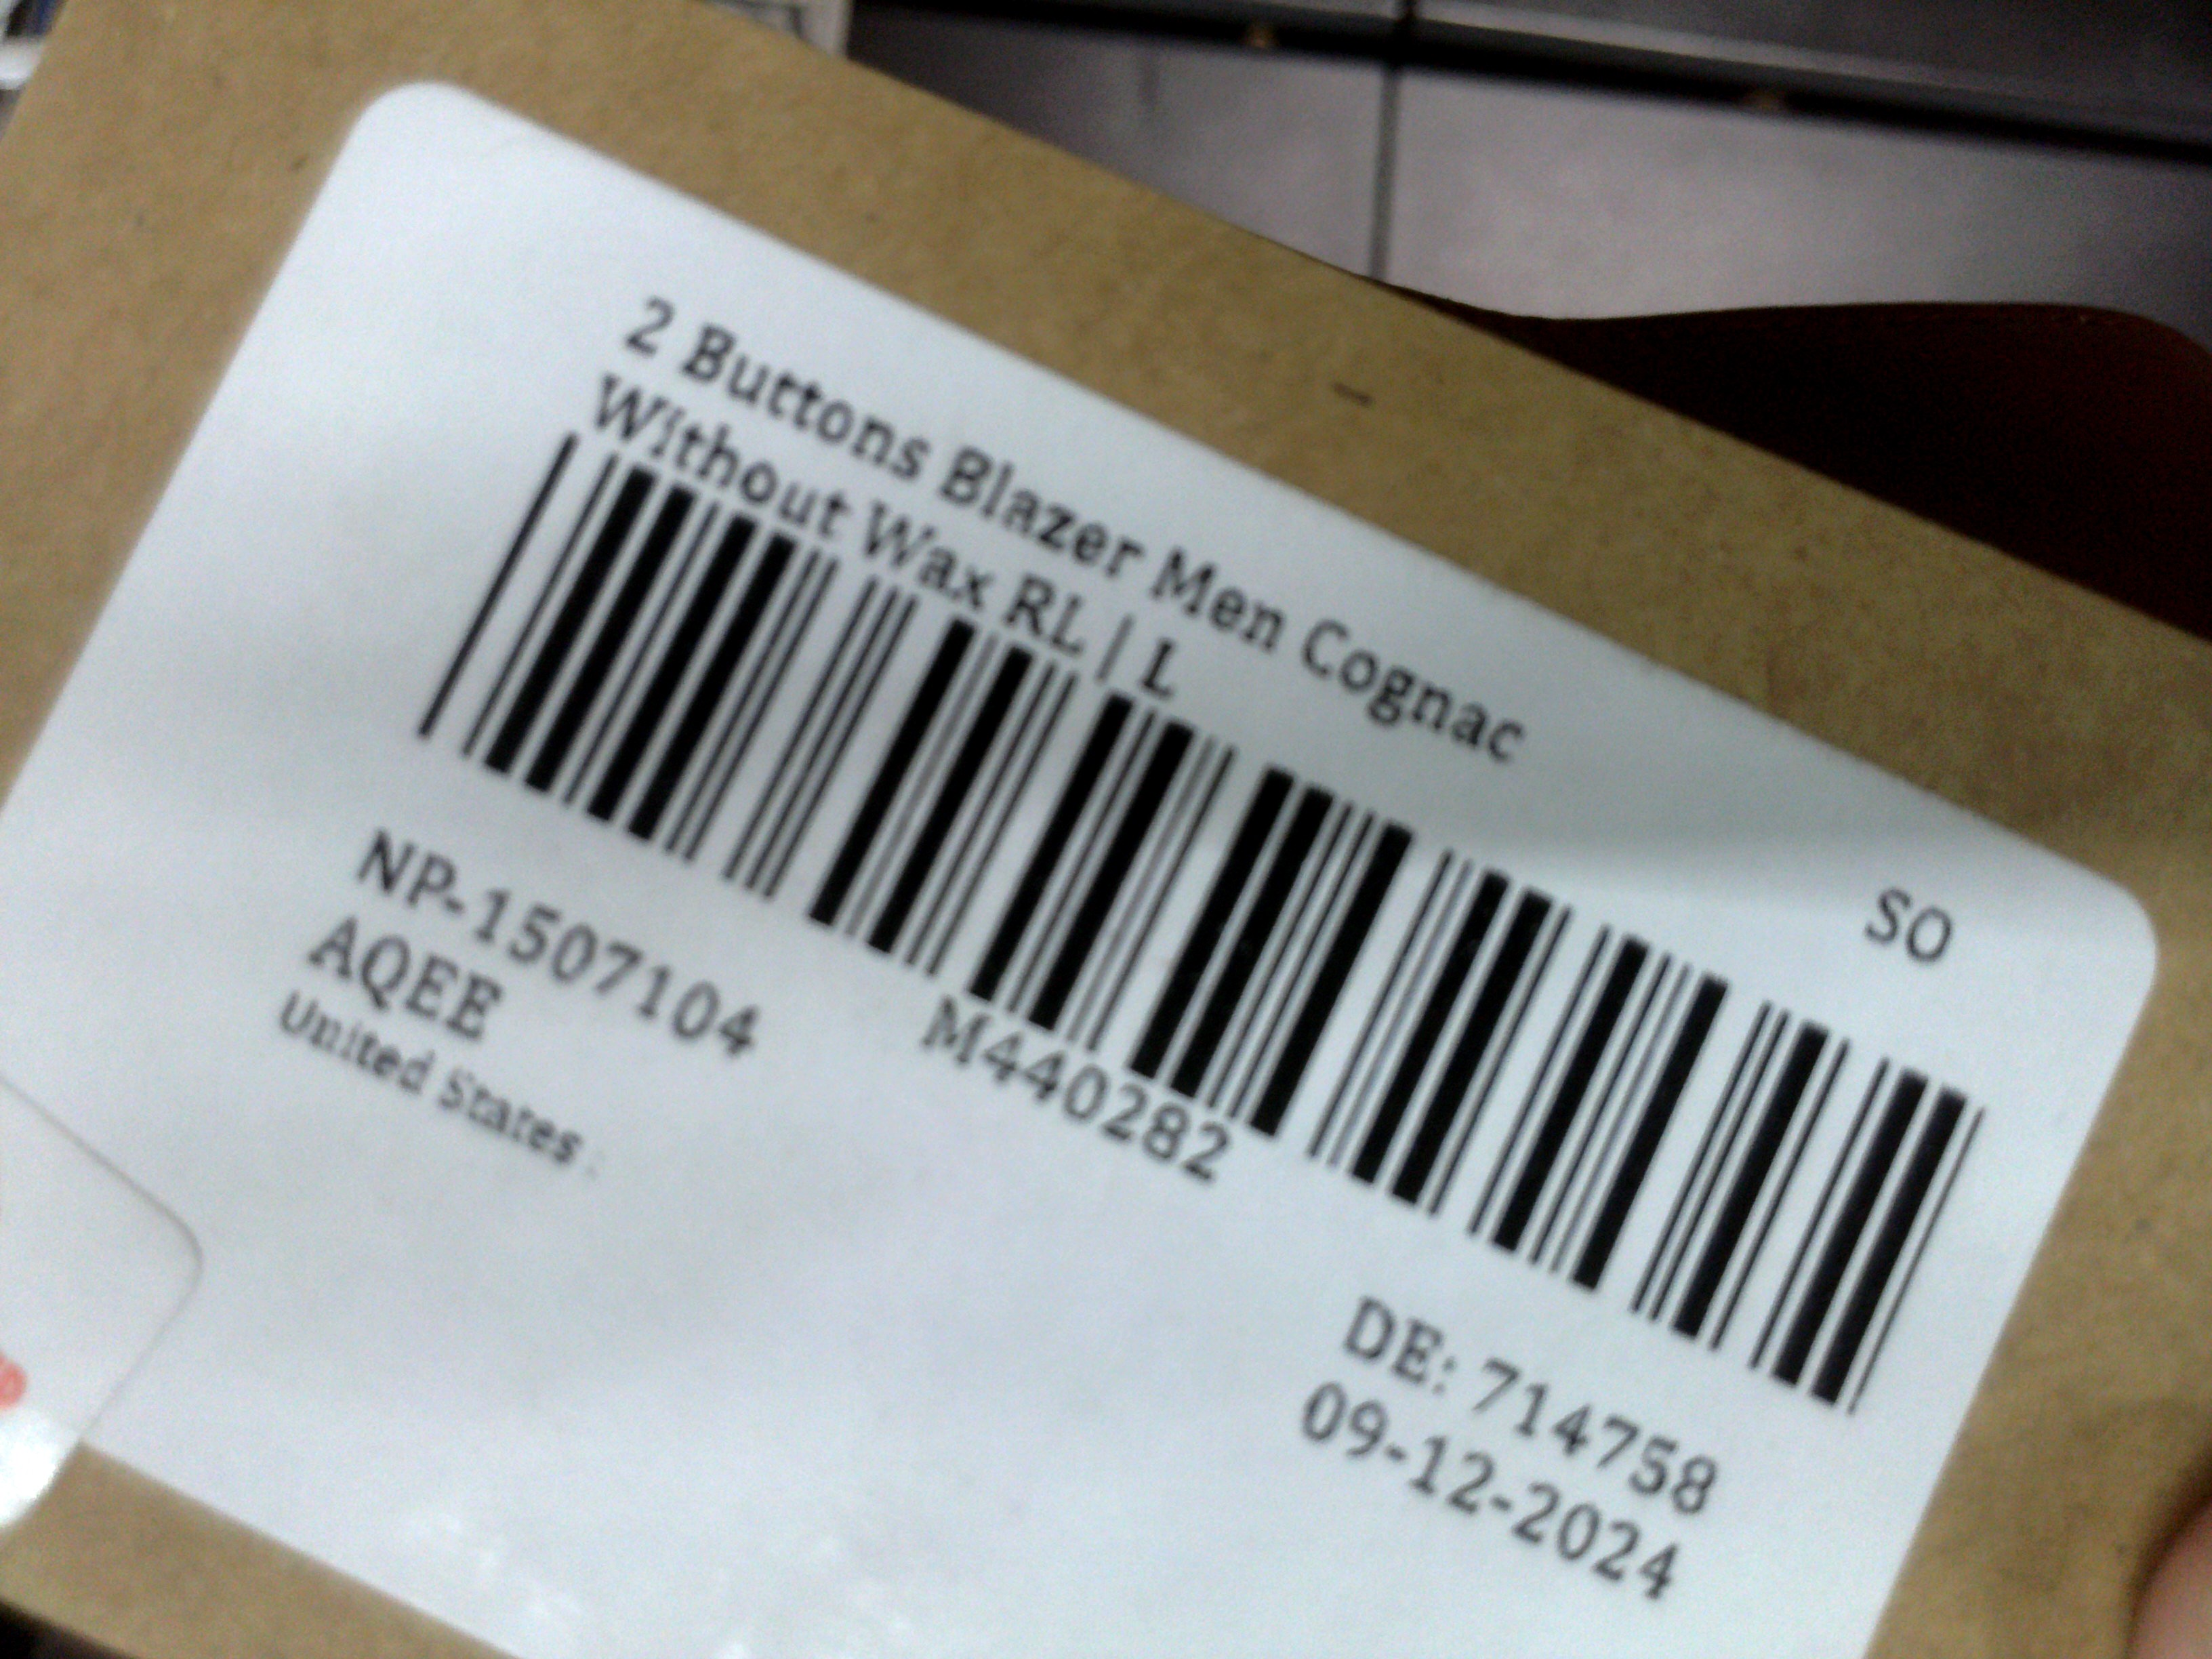 2 Buttons Blazer Men Cognac
Without Wax RL | L
SO
M440282
NP-1507104
AQEE
United States
DE: 714758
09-12-2024